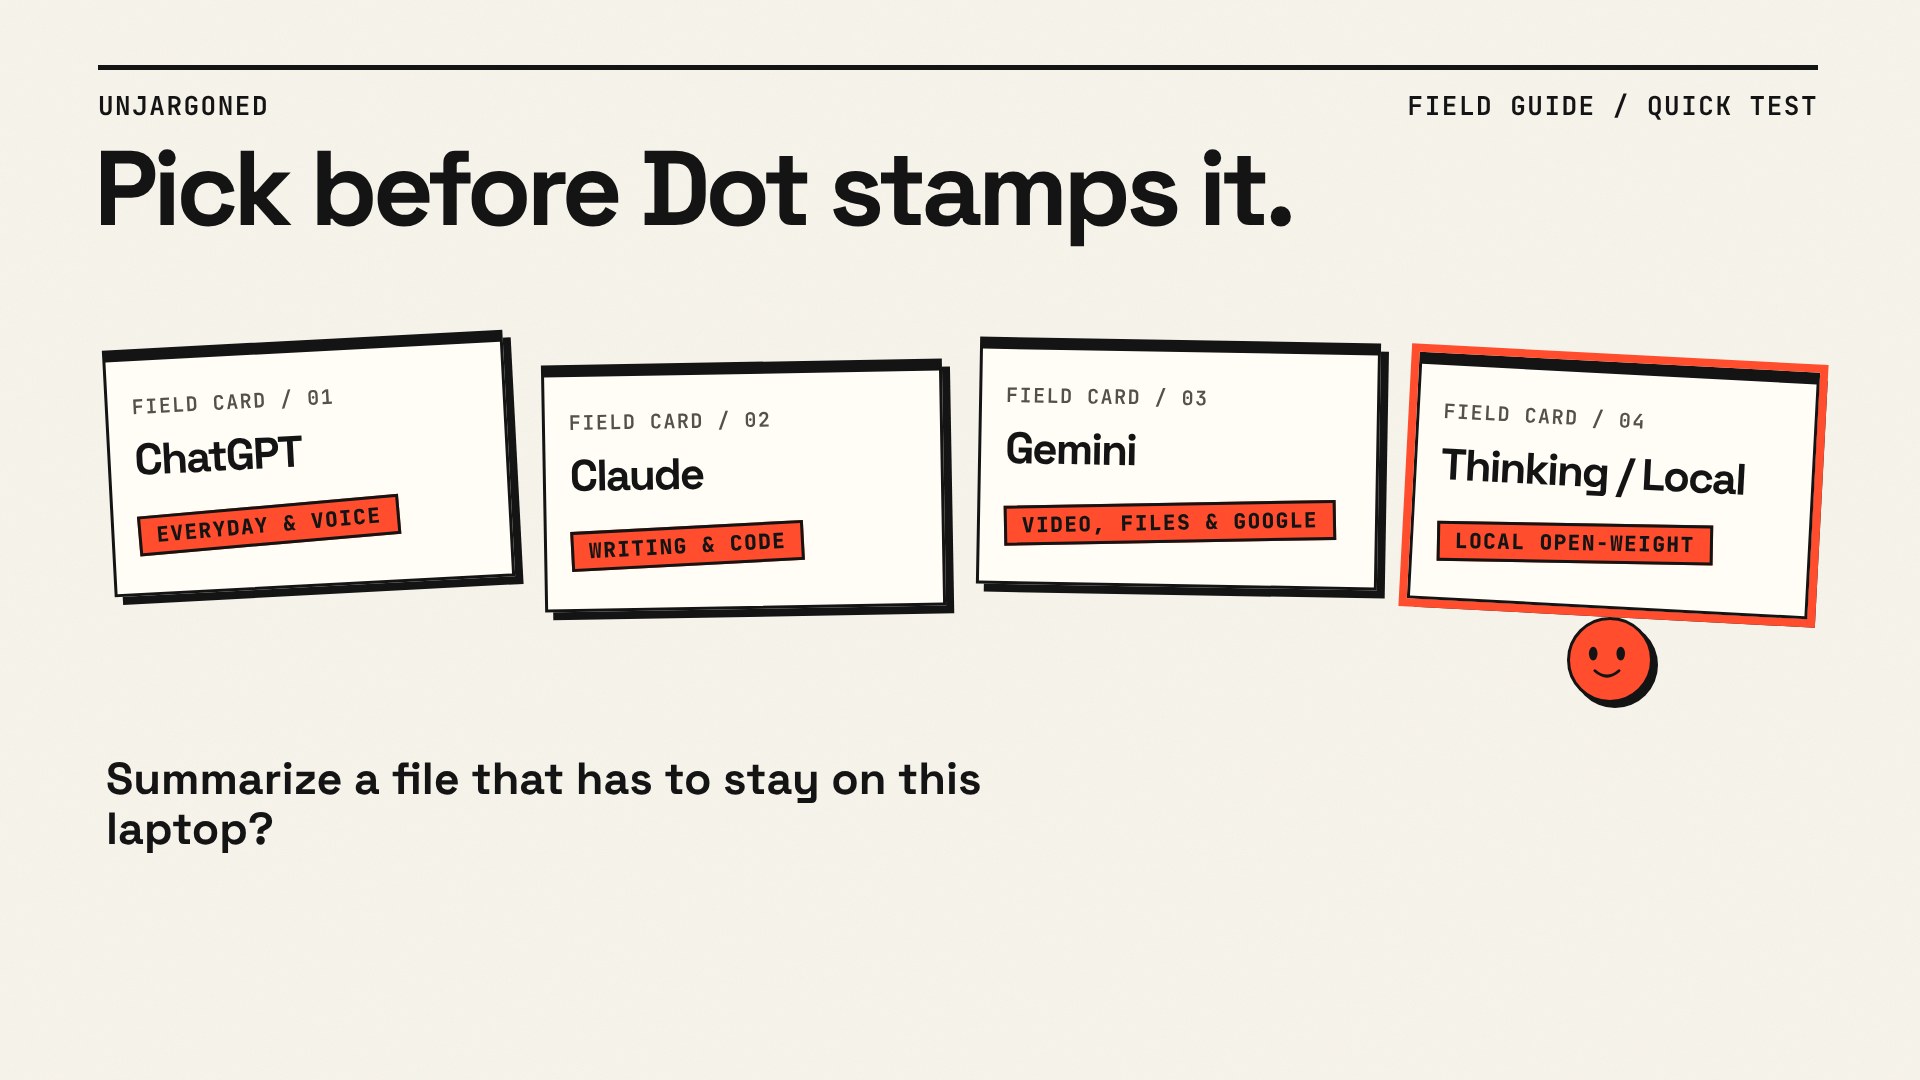 UNJARGONED
FIELD GUIDE / QUICK TEST
Pick before Dot stamps it.
FIELD CARD / 01
ChatGPT
EVERYDAY & VOICE
FIELD CARD / 02
Claude
WRITING & CODE
FIELD CARD / 03
Gemini
VIDEO, FILES & GOOGLE
FIELD CARD / 04
Thinking / Local
LOCAL OPEN-WEIGHT
Summarize a file that has to stay on this
laptop?